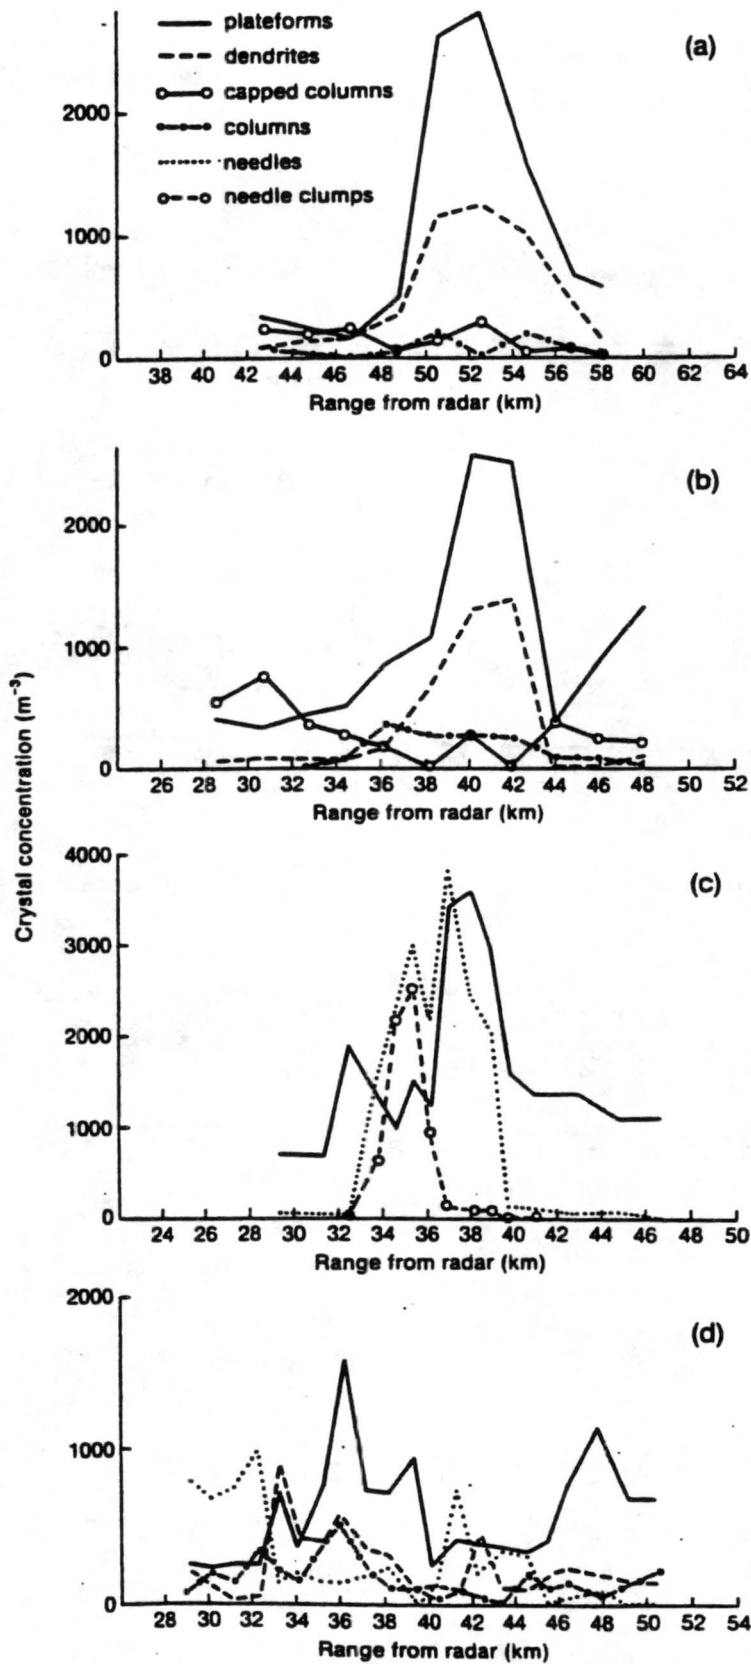 plateforms
dendrites
capped columns
columns
needles
needle clumps
(a)
2000
1000
0
38 40 42 44 46 48 50 52 54 56 58 60 62 64
Range from radar (km)
(b)
2000
1000
0
26 28 30 32 34 36 38 40 42 44 46 48 50 52
Range from radar (km)
Crystal concentration (m⁻³)
(c)
4000
3000
2000
1000
0
24 26 28 30 32 34 36 38 40 42 44 46 48 50
Range from radar (km)
(d)
2000
1000
0
28 30 32 34 36 38 40 42 44 46 48 50 52 54
Range from radar (km)